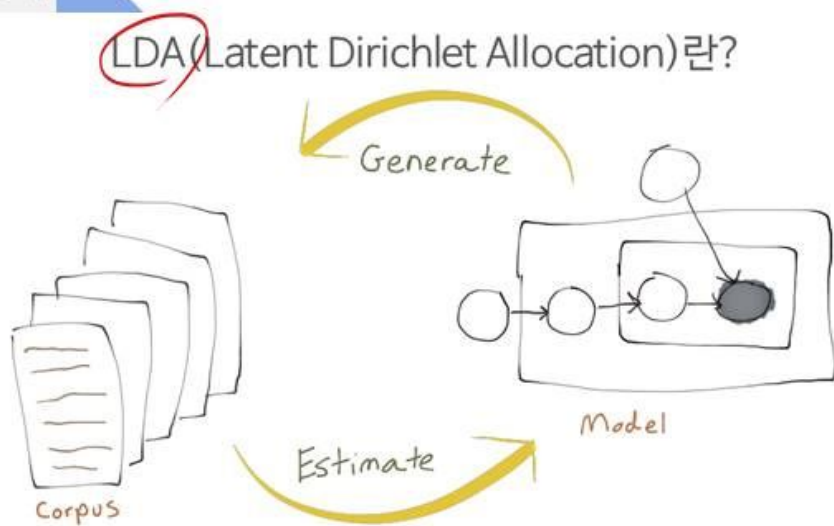 LDA(Latent Dirichlet Allocation)란?
Generate
Model
Estimate
Corpus